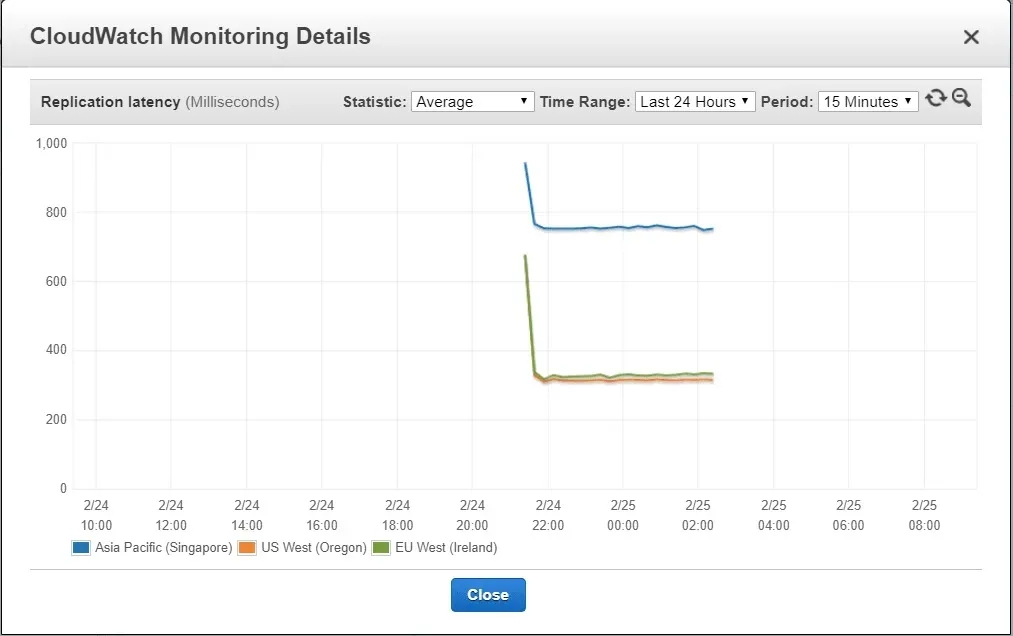 CloudWatch Monitoring Details
Replication latency (Milliseconds) Statistic: Average Time Range: Last 24 Hours Period: 15 Minutes
1,000
800
600
400
200
0
2/24 2/24 2/24 2/24 2/24 2/24 2/24 2/25 2/25 2/25 2/25 2/25
10:00 12:00 14:00 16:00 18:00 20:00 22:00 00:00 02:00 04:00 06:00 08:00
Asia Pacific (Singapore) US West (Oregon) EU West (Ireland)
Close